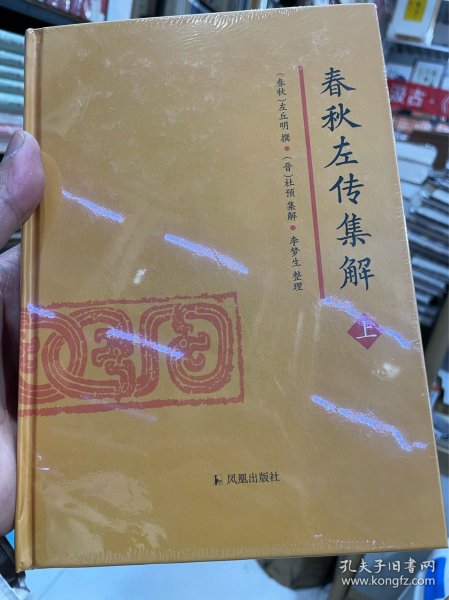 春秋左传集解
上
（春秋）左丘明 撰 ● （晋）杜预 集解 ● 李梦生 整理
凤凰出版社
孔夫子旧书网
www.kongfz.com